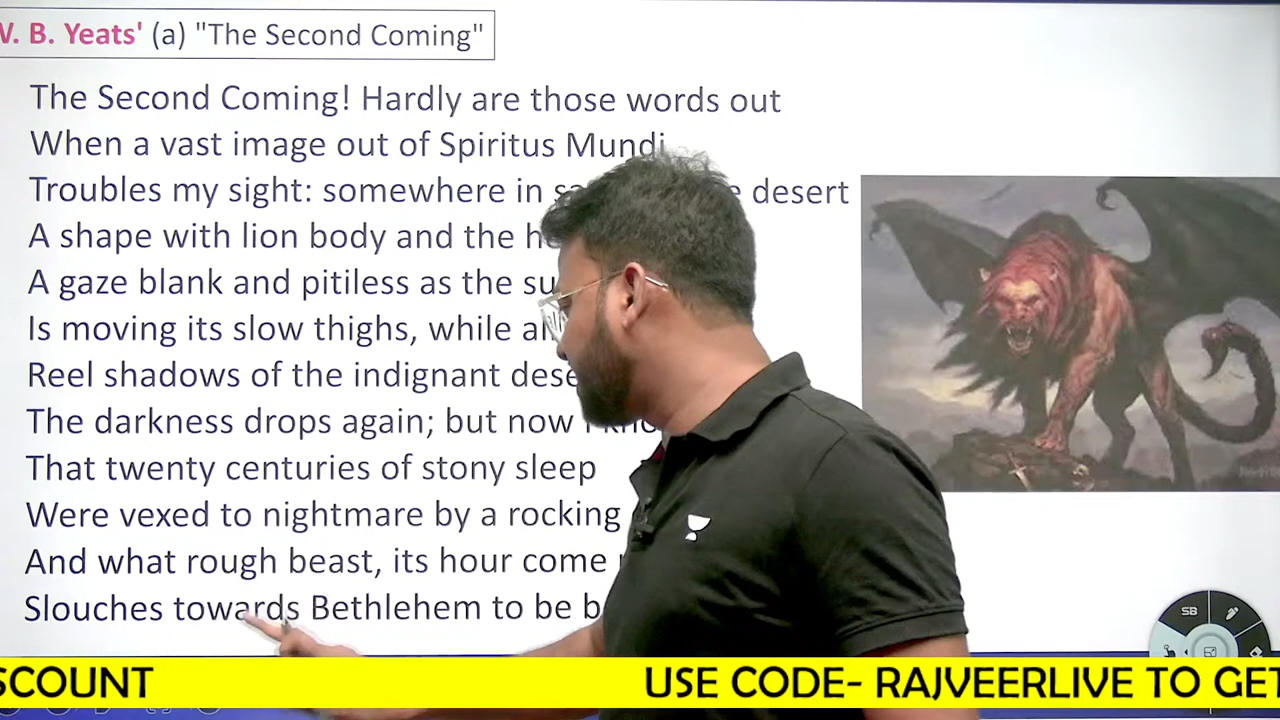 W. B. Yeats' (a) "The Second Coming"
The Second Coming! Hardly are those words out
When a vast image out of Spiritus Mundi
Troubles my sight: somewhere in desert
A shape with lion body and the
A gaze blank and pitiless as the
Is moving its slow thighs, while
Reel shadows of the indignant
The darkness drops again; but now
That twenty centuries of stony sleep
Were vexed to nightmare by a rocking
And what rough beast, its hour come
Slouches towards Bethlehem to be
SB
USE CODE- RAJVEERLIVE TO GET